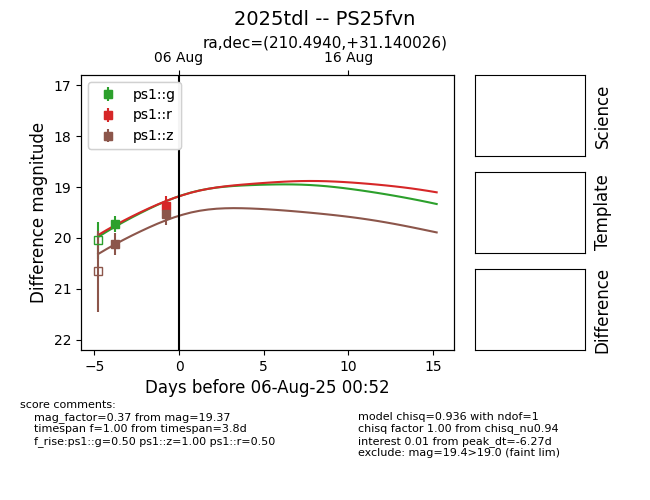 2025tdl -- PS25fvn
ra,dec=(210.4940,+31.140026)
06 Aug 16 Aug
ps1::g
ps1::r
ps1::z
17
18
19
20
21
22
Difference magnitude
−5 0 5 10 15
Days before 06-Aug-25 00:52
Science
Template
Difference
score comments:
mag_factor=0.37 from mag=19.37
timespan f=1.00 from timespan=3.8d
f_rise:ps1::g=0.50 ps1::z=1.00 ps1::r=0.50
model chisq=0.936 with ndof=1
chisq factor 1.00 from chisq_nu0.94
interest 0.01 from peak_dt=-6.27d
exclude: mag=19.4>19.0 (faint lim)